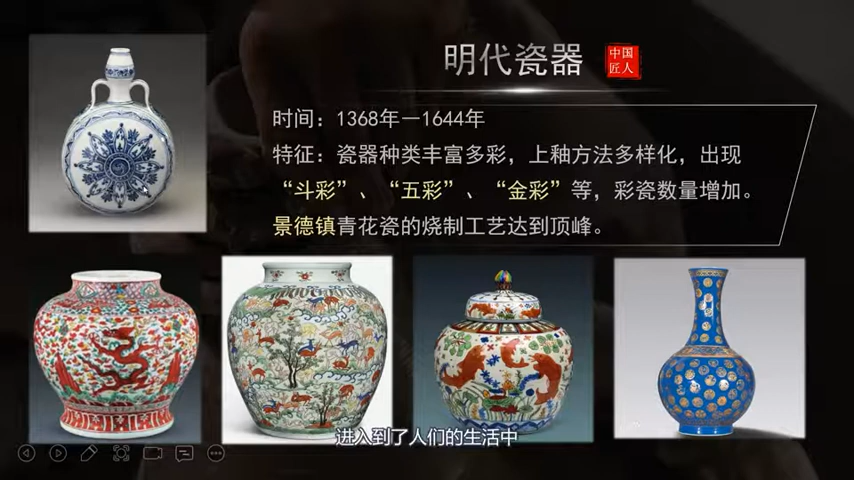 明代瓷器
中国
匠人
时间：1368年－1644年
特征：瓷器种类丰富多彩，上釉方法多样化，出现
“斗彩”、“五彩”、“金彩”等，彩瓷数量增加。
景德镇青花瓷的烧制工艺达到顶峰。
进入到了人们的生活中